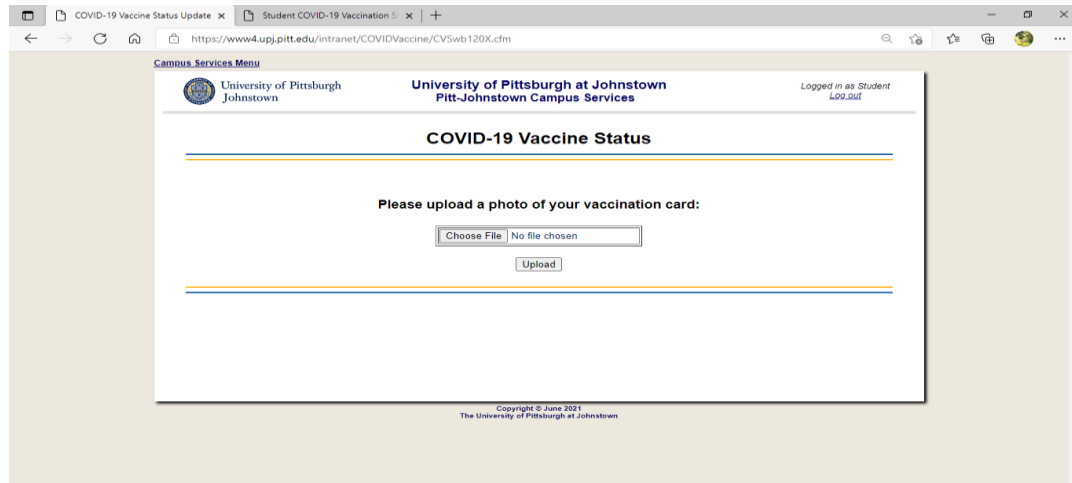 COVID-19 Vaccine Status Update
Student COVID-19 Vaccination S
https://www4.upj.pitt.edu/intranet/COVIDVaccine/CVSwb120X.cfm
Campus Services Menu
University of Pittsburgh
Johnstown
University of Pittsburgh at Johnstown
Pitt-Johnstown Campus Services
Logged in as Student
Log out
COVID-19 Vaccine Status
Please upload a photo of your vaccination card:
Choose File No file chosen
Upload
Copyright © June 2021
The University of Pittsburgh at Johnstown